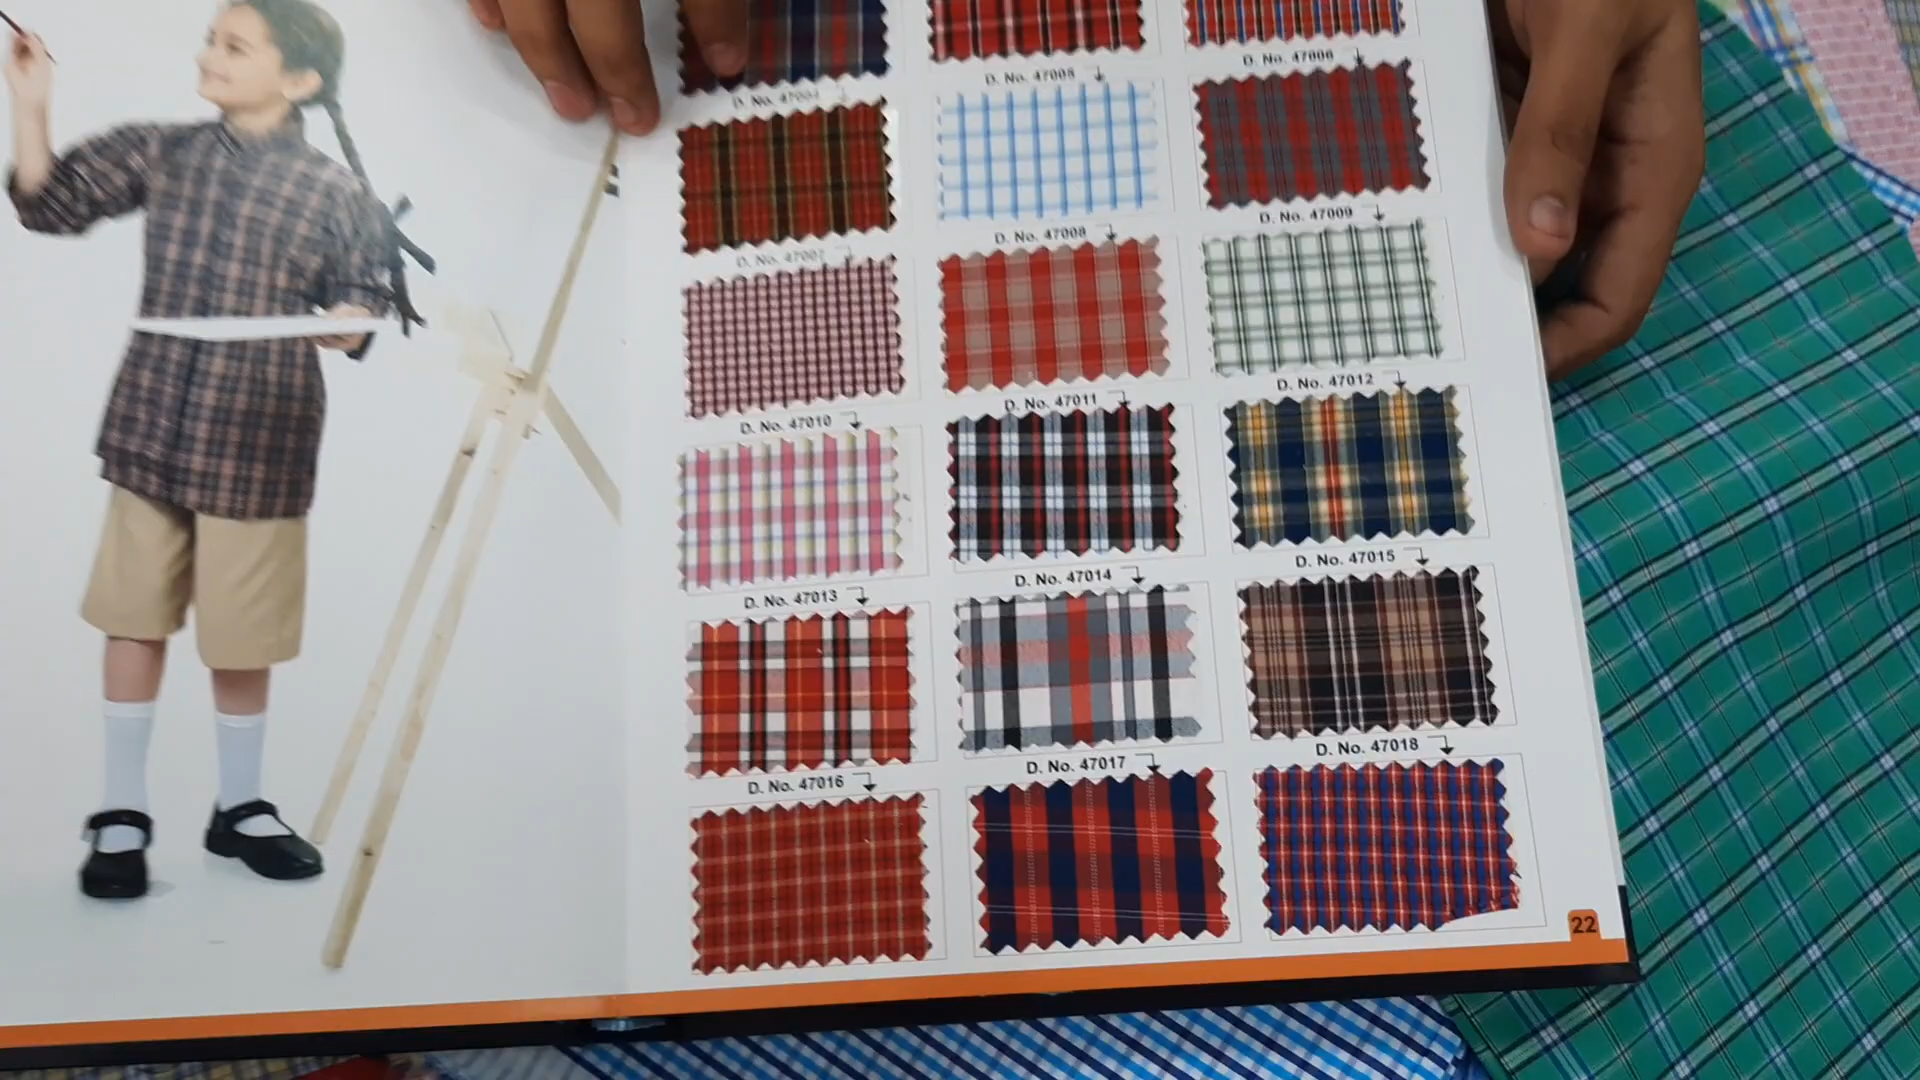 D. No. 47004
D. No. 47005
D. No. 47006
D. No. 47007
D. No. 47008
D. No. 47009
D. No. 47010
D. No. 47011
D. No. 47012
D. No. 47013
D. No. 47014
D. No. 47015
D. No. 47016
D. No. 47017
D. No. 47018
22